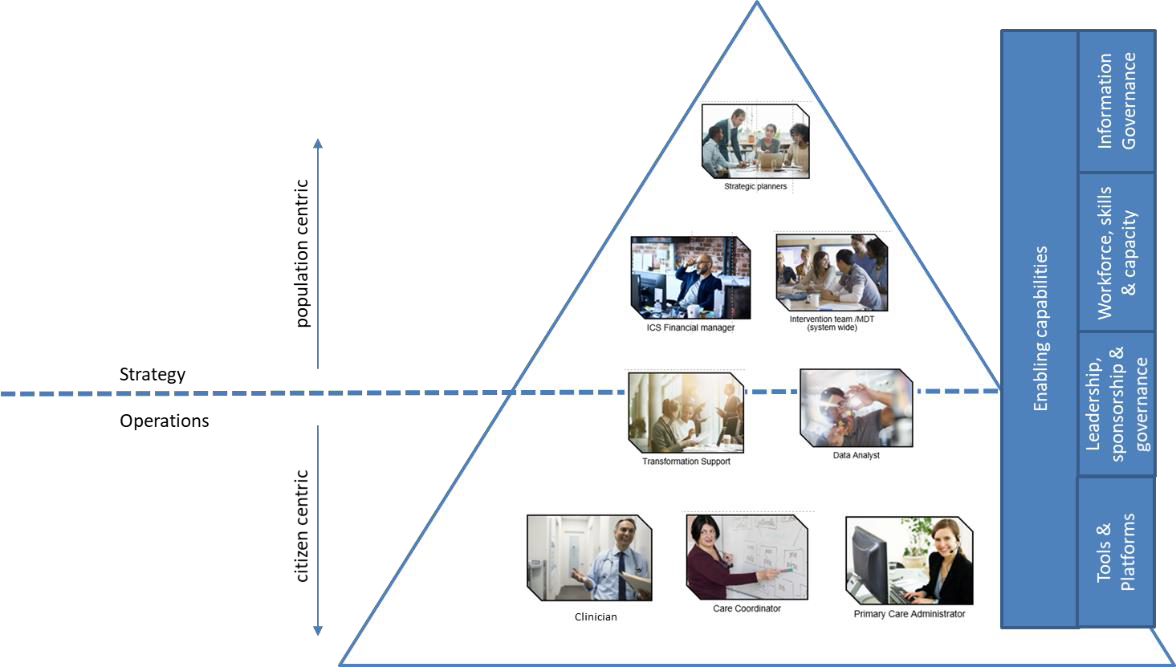 Strategic planners
population centric
ICS Financial manager
Intervention team /MDT
(system wide)
Strategy
Operations
Transformation Support
Data Analyst
citizen centric
Clinician
Care Coordinator
Primary Care Administrator
Enabling capabilities
Information
Governance
Workforce, skills
& capacity
Leadership,
sponsorship &
governance
Tools &
Platforms